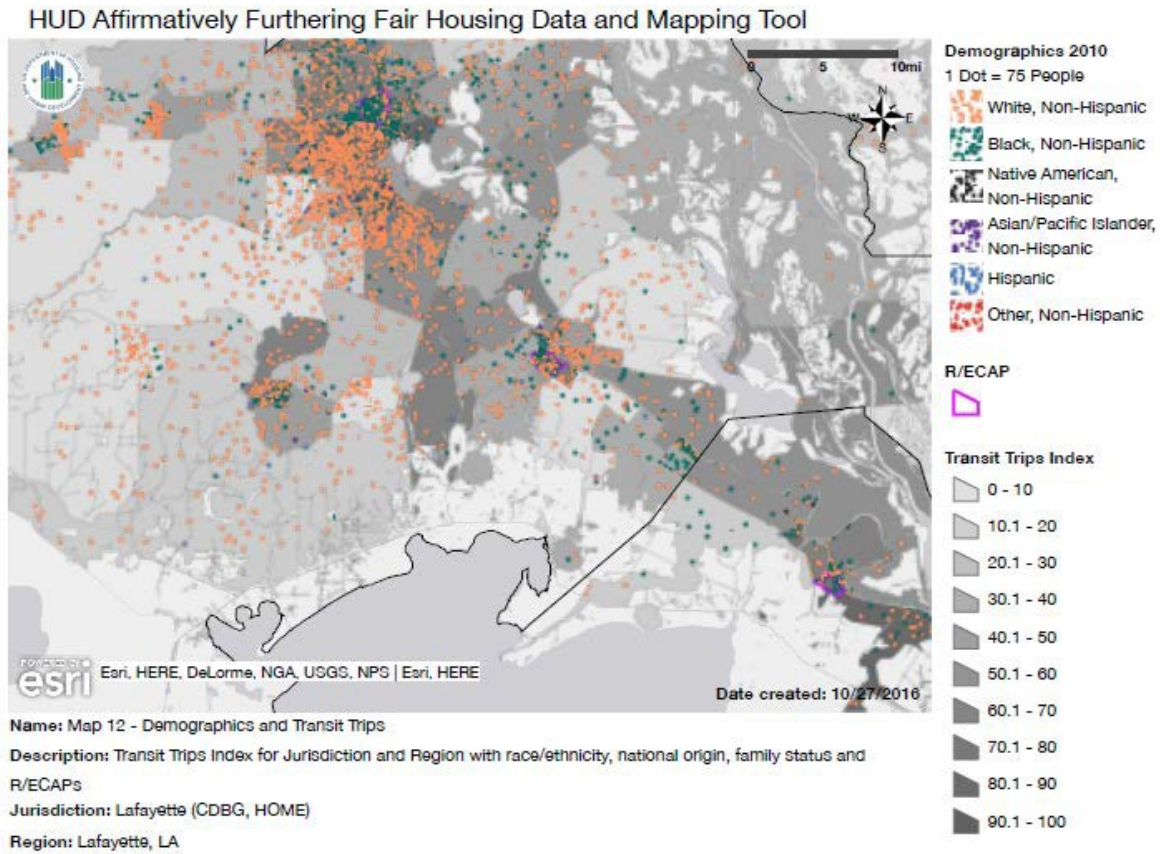 HUD Affirmatively Furthering Fair Housing Data and Mapping Tool
0 5 10mi
N
W E
S
Demographics 2010
1 Dot = 75 People
White, Non-Hispanic
Black, Non-Hispanic
Native American,
Non-Hispanic
Asian/Pacific Islander,
Non-Hispanic
Hispanic
Other, Non-Hispanic
R/ECAP
Transit Trips Index
0 - 10
10.1 - 20
20.1 - 30
30.1 - 40
40.1 - 50
50.1 - 60
60.1 - 70
70.1 - 80
80.1 - 90
90.1 - 100
POWERED BY
esri
Esri, HERE, DeLorme, NGA, USGS, NPS | Esri, HERE
Date created: 10/27/2016
Name: Map 12 - Demographics and Transit Trips
Description: Transit Trips Index for Jurisdiction and Region with race/ethnicity, national origin, family status and
R/ECAPs
Jurisdiction: Lafayette (CDBG, HOME)
Region: Lafayette, LA